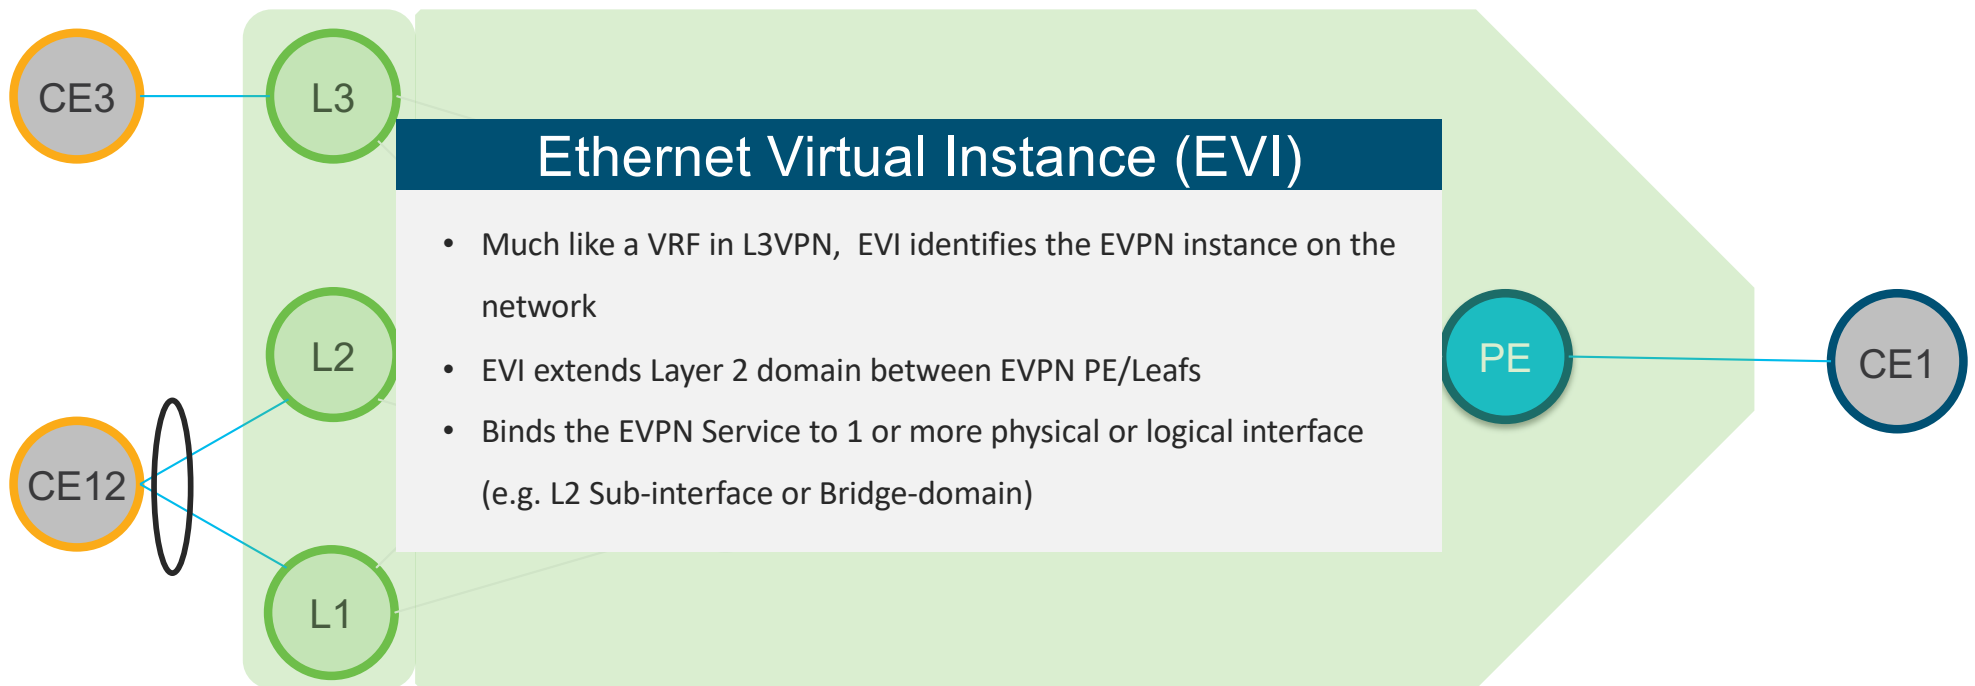 CE3
L3
Ethernet Virtual Instance (EVI)
• Much like a VRF in L3VPN, EVI identifies the EVPN instance on the
network
• EVI extends Layer 2 domain between EVPN PE/Leafs
• Binds the EVPN Service to 1 or more physical or logical interface
(e.g. L2 Sub-interface or Bridge-domain)
L2
PE
CE1
CE12
L1